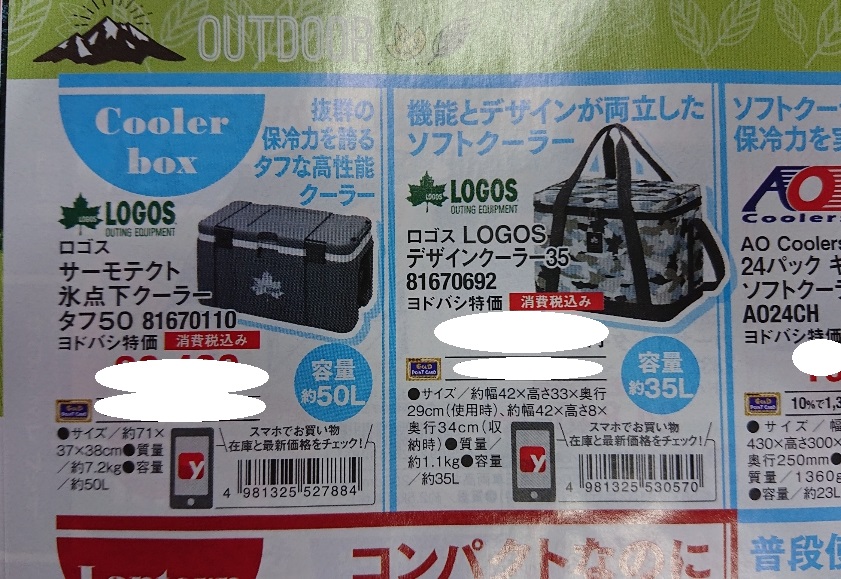 OUTDOOR
Cooler
box
抜群の
保冷力を誇る
タフな高性能
クーラー
LOGOS
OUTING EQUIPMENT
ロゴス
サーモテクト
氷点下クーラー
タフ50 81670110
ヨドバシ特価 消費税込み
容量
約50L
GOLD
POINT CARD
●サイズ/約71×
37×38cm●質量
/約7.2kg●容量
/約50L
スマホでお買い物
在庫と最新価格をチェック!
y
4 981325 527884
機能とデザインが両立した
ソフトクーラー
LOGOS
LOGOS
OUTING EQUIPMENT
ロゴス LOGOS
デザインクーラー35
81670692
ヨドバシ特価 消費税込み
容量
約35L
GOLD
POINT CARD
●サイズ/約幅42×高さ33×奥行
29cm(使用時)、約幅42×高さ8×
奥行34cm(収
納時)●質量/
約1.1kg●容量
/約35L
スマホでお買い物
在庫と最新価格をチェック!
y
4 981325 530570
ソフトクー
保冷力を実
AO
Coolers
AO Coolers
24パック キ
ソフトクーラ
AO24CH
ヨドバシ特価
GOLD
POINT CARD
10%で1,3
●サイズ/幅
430×高さ300×
奥行250mm●
質量/1360g
●容量/約23L
Lantern
コンパクトなのに
普段使